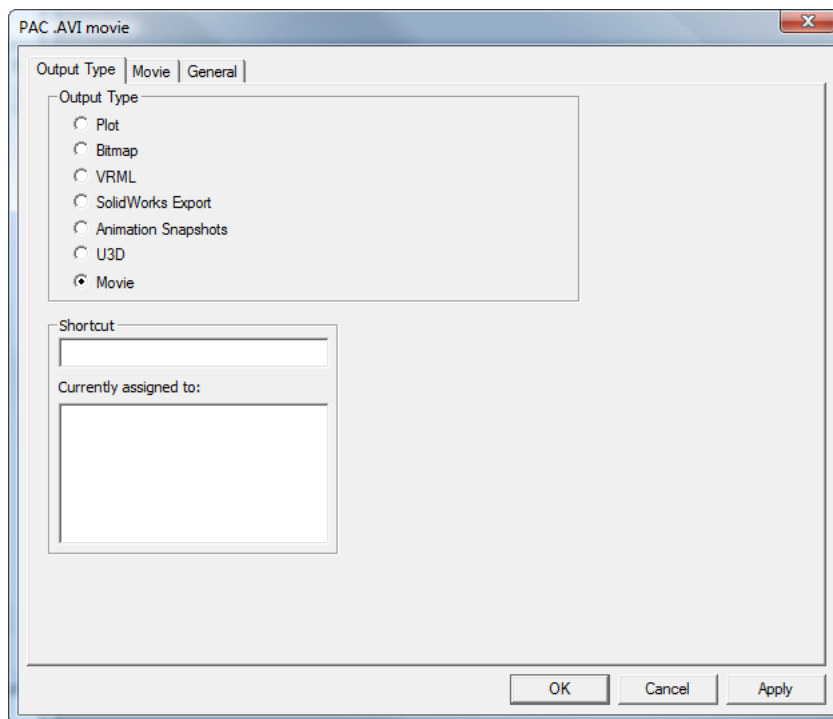 PAC .AVI movie
Output Type Movie General
Output Type
Plot
Bitmap
VRML
SolidWorks Export
Animation Snapshots
U3D
Movie
Shortcut
Currently assigned to:
OK Cancel Apply